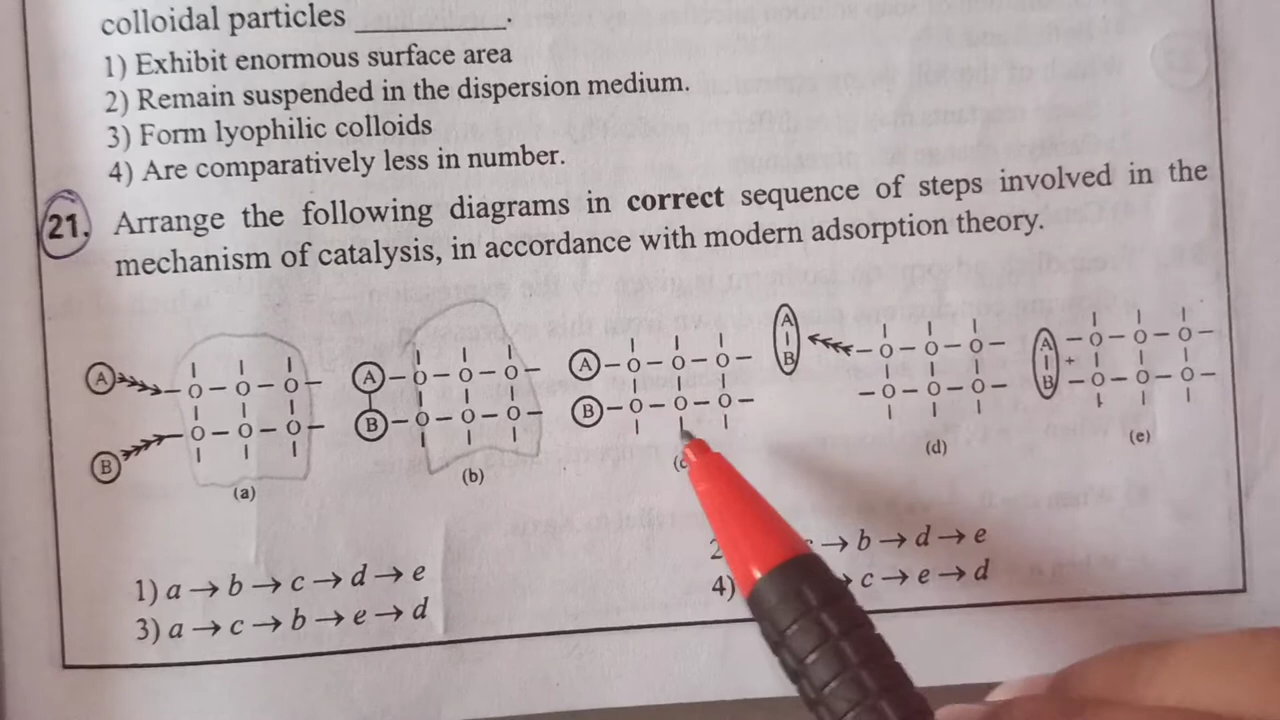 colloidal particles __________.
1) Exhibit enormous surface area
2) Remain suspended in the dispersion medium.
3) Form lyophilic colloids
4) Are comparatively less in number.
21. Arrange the following diagrams in correct sequence of steps involved in the
mechanism of catalysis, in accordance with modern adsorption theory.
A B O O O O O O
(a)
A B O O O O O O
(b)
A B O O O O O O
A B O O O O O O
(d)
A B + O O O O O O
(e)
1) a → b → c → d → e
→ b → d → e
3) a → c → b → e → d
4) → c → e → d